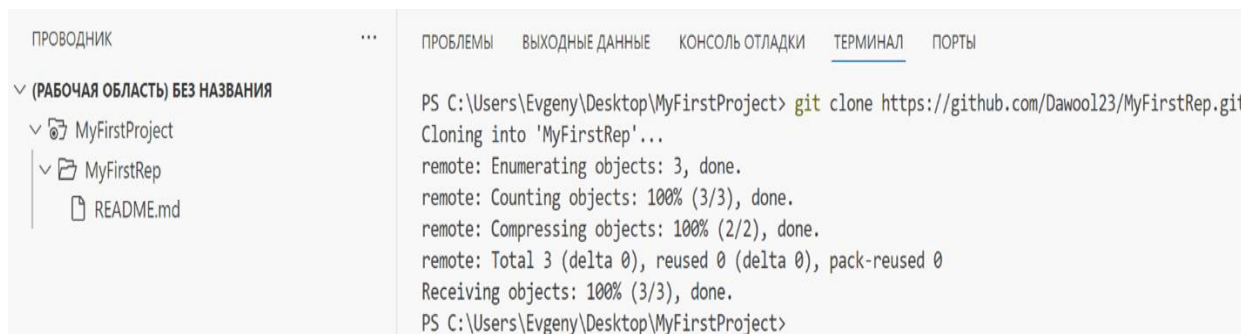 ПРОВОДНИК ...
(РАБОЧАЯ ОБЛАСТЬ) БЕЗ НАЗВАНИЯ
MyFirstProject
MyFirstRep
README.md
ПРОБЛЕМЫ ВЫХОДНЫЕ ДАННЫЕ КОНСОЛЬ ОТЛАДКИ ТЕРМИНАЛ ПОРТЫ
PS C:\Users\Evgeny\Desktop\MyFirstProject> git clone https://github.com/Dawool23/MyFirstRep.git
Cloning into 'MyFirstRep'...
remote: Enumerating objects: 3, done.
remote: Counting objects: 100% (3/3), done.
remote: Compressing objects: 100% (2/2), done.
remote: Total 3 (delta 0), reused 0 (delta 0), pack-reused 0
Receiving objects: 100% (3/3), done.
PS C:\Users\Evgeny\Desktop\MyFirstProject>